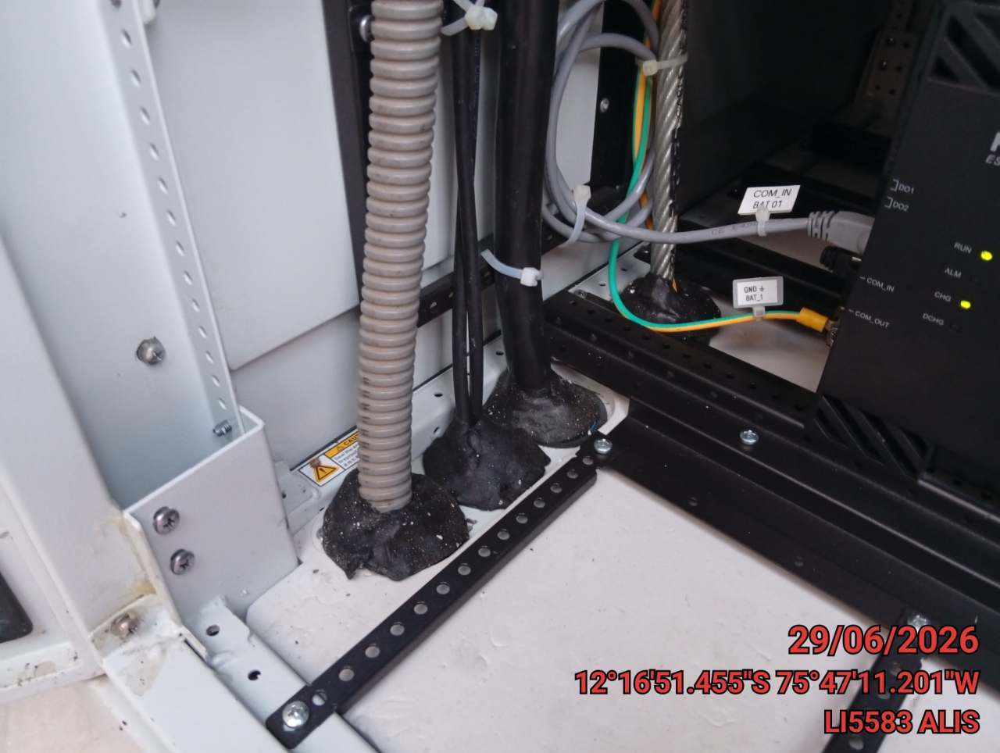 DO1
DO2
COM_IN
BAT 01
RUN
ALM
COM_IN
CHG
GND ⏚
BAT_1
DCHG
COM_OUT
29/06/2026
12°16'51.455"S 75°47'11.201"W
LI5583 ALIS